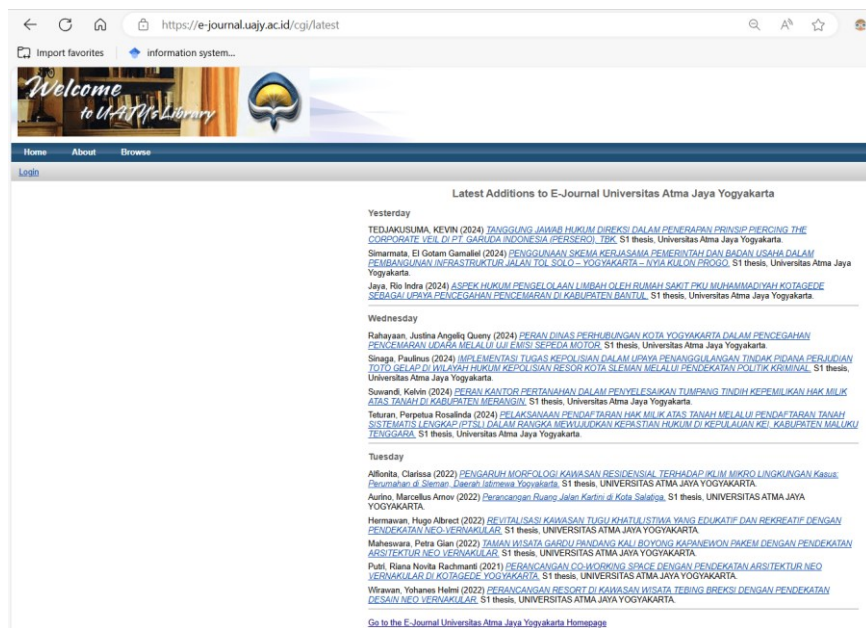 https://e-journal.uajy.ac.id/cgi/latest
Import favorites
information system...
Welcome
to UAJY's Library
Home About Browse
Login
Latest Additions to E-Journal Universitas Atma Jaya Yogyakarta
Yesterday
TEDJAKUSUMA, KEVIN (2024) TANGGUNG JAWAB HUKUM DIREKSI DALAM PENERAPAN PRINSIP PIERCING THE
CORPORATE VEIL DI PT. GARUDA INDONESIA (PERSERO), TBK. S1 thesis, Universitas Atma Jaya Yogyakarta.
Simarmata, El Gotam Gamaliel (2024) PENGGUNAAN SKEMA KERJASAMA PEMERINTAH DAN BADAN USAHA DALAM
PEMBANGUNAN INFRASTRUKTUR JALAN TOL SOLO – YOGYAKARTA – NYIA KULON PROGO. S1 thesis, Universitas Atma Jaya
Yogyakarta.
Jaya, Rio Indra (2024) ASPEK HUKUM PENGELOLAAN LIMBAH OLEH RUMAH SAKIT PKU MUHAMMADIYAH KOTAGEDE
SEBAGAI UPAYA PENCEGAHAN PENCEMARAN DI KABUPATEN BANTUL. S1 thesis, Universitas Atma Jaya Yogyakarta.
Wednesday
Rahayaan, Justina Angeliq Queny (2024) PERAN DINAS PERHUBUNGAN KOTA YOGYAKARTA DALAM PENCEGAHAN
PENCEMARAN UDARA MELALUI UJI EMISI SEPEDA MOTOR. S1 thesis, Universitas Atma Jaya Yogyakarta.
Sinaga, Paulinus (2024) IMPLEMENTASI TUGAS KEPOLISIAN DALAM UPAYA PENANGGULANGAN TINDAK PIDANA PERJUDIAN
TOTO GELAP DI WILAYAH HUKUM KEPOLISIAN RESOR KOTA SLEMAN MELALUI PENDEKATAN POLITIK KRIMINAL. S1 thesis,
Universitas Atma Jaya Yogyakarta.
Suwandi, Kelvin (2024) PERAN KANTOR PERTANAHAN DALAM PENYELESAIKAN TUMPANG TINDIH KEPEMILIKAN HAK MILIK
ATAS TANAH DI KABUPATEN MERANGIN. S1 thesis, Universitas Atma Jaya Yogyakarta.
Teturan, Perpetua Rosalinda (2024) PELAKSANAAN PENDAFTARAN HAK MILIK ATAS TANAH MELALUI PENDAFTARAN TANAH
SISTEMATIS LENGKAP (PTSL) DALAM RANGKA MEWUJUDKAN KEPASTIAN HUKUM DI KEPULAUAN KEI, KABUPATEN MALUKU
TENGGARA. S1 thesis, Universitas Atma Jaya Yogyakarta.
Tuesday
Alfionita, Clarissa (2022) PENGARUH MORFOLOGI KAWASAN RESIDENSIAL TERHADAP IKLIM MIKRO LINGKUNGAN Kasus:
Perumahan di Sleman, Daerah Istimewa Yogyakarta. S1 thesis, UNIVERSITAS ATMA JAYA YOGYAKARTA.
Aurino, Marcellus Arnov (2022) Perancangan Ruang Jalan Kartini di Kota Salatiga. S1 thesis, UNIVERSITAS ATMA JAYA
YOGYAKARTA.
Hermawan, Hugo Albrect (2022) REVITALISASI KAWASAN TUGU KHATULISTIWA YANG EDUKATIF DAN REKREATIF DENGAN
PENDEKATAN NEO-VERNAKULAR. S1 thesis, UNIVERSITAS ATMA JAYA YOGYAKARTA.
Maheswara, Petra Gian (2022) TAMAN WISATA GARDU PANDANG KALI BOYONG KAPANEWON PAKEM DENGAN PENDEKATAN
ARSITEKTUR NEO VERNAKULAR. S1 thesis, UNIVERSITAS ATMA JAYA YOGYAKARTA.
Putri, Riana Novita Rachmanti (2021) PERANCANGAN CO-WORKING SPACE DENGAN PENDEKATAN ARSITEKTUR NEO
VERNAKULAR DI KOTAGEDE YOGYAKARTA. S1 thesis, UNIVERSITAS ATMA JAYA YOGYAKARTA.
Wirawan, Yohanes Helmi (2022) PERANCANGAN RESORT DI KAWASAN WISATA TEBING BREKSI DENGAN PENDEKATAN
DESAIN NEO VERNAKULAR. S1 thesis, UNIVERSITAS ATMA JAYA YOGYAKARTA.
Go to the E-Journal Universitas Atma Jaya Yogyakarta Homepage